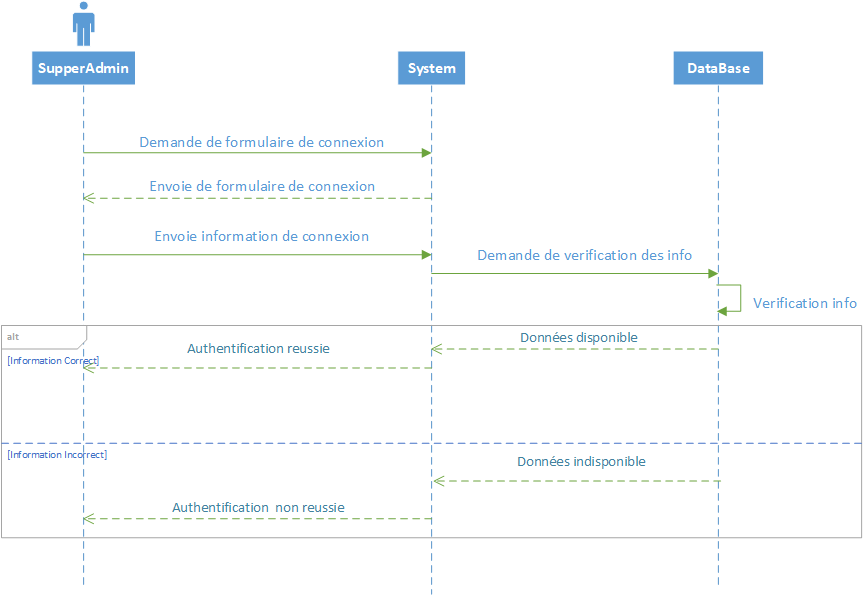 SupperAdmin
System
DataBase
Demande de formulaire de connexion
Envoie de formulaire de connexion
Envoie information de connexion
Demande de verification des info
Verification info
alt
Données disponible
Authentification reussie
[Information Correct]
[Information Incorrect]
Données indisponible
Authentification non reussie